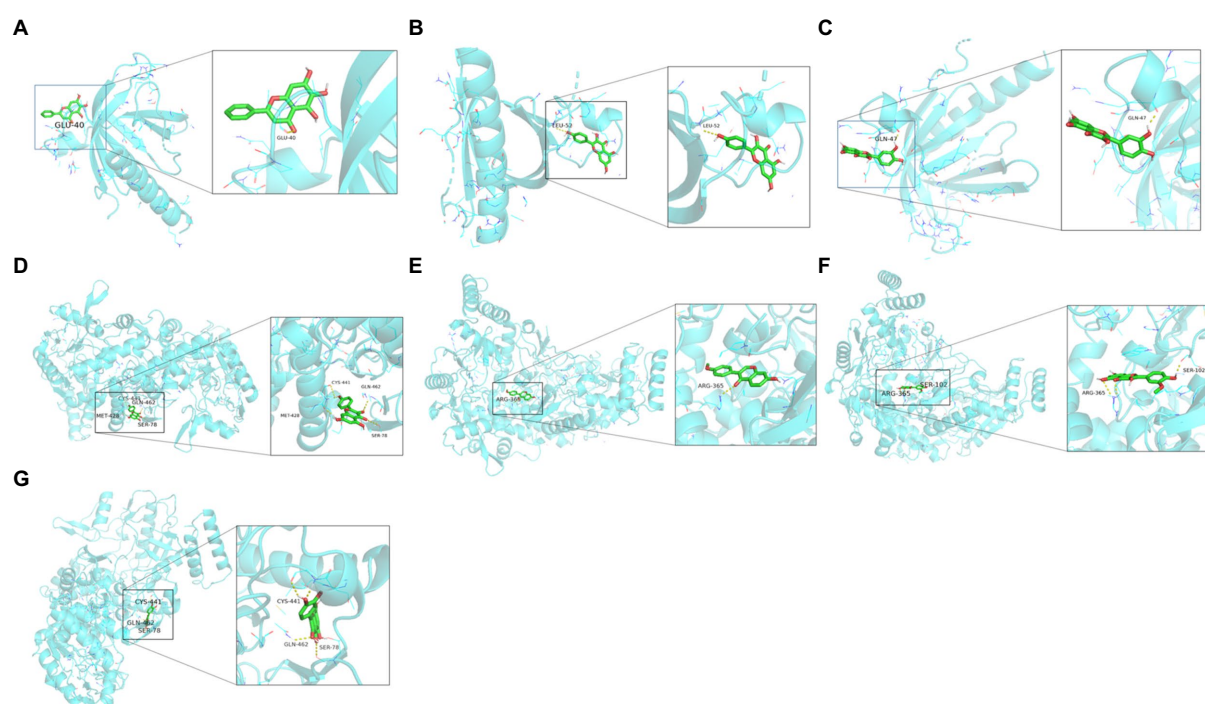 A
GLU-40
GLU-40
B
LEU-52
LEU-52
C
GLN-47
GLN-47
D
CYS-441
GLN-462
MET-428
SER-78
CYS-441
GLN-462
MET-428
SER-78
E
ARG-365
ARG-365
F
SER-102
ARG-365
SER-102
ARG-365
G
CYS-441
GLN-462
SER-78
CYS-441
GLN-462
SER-78